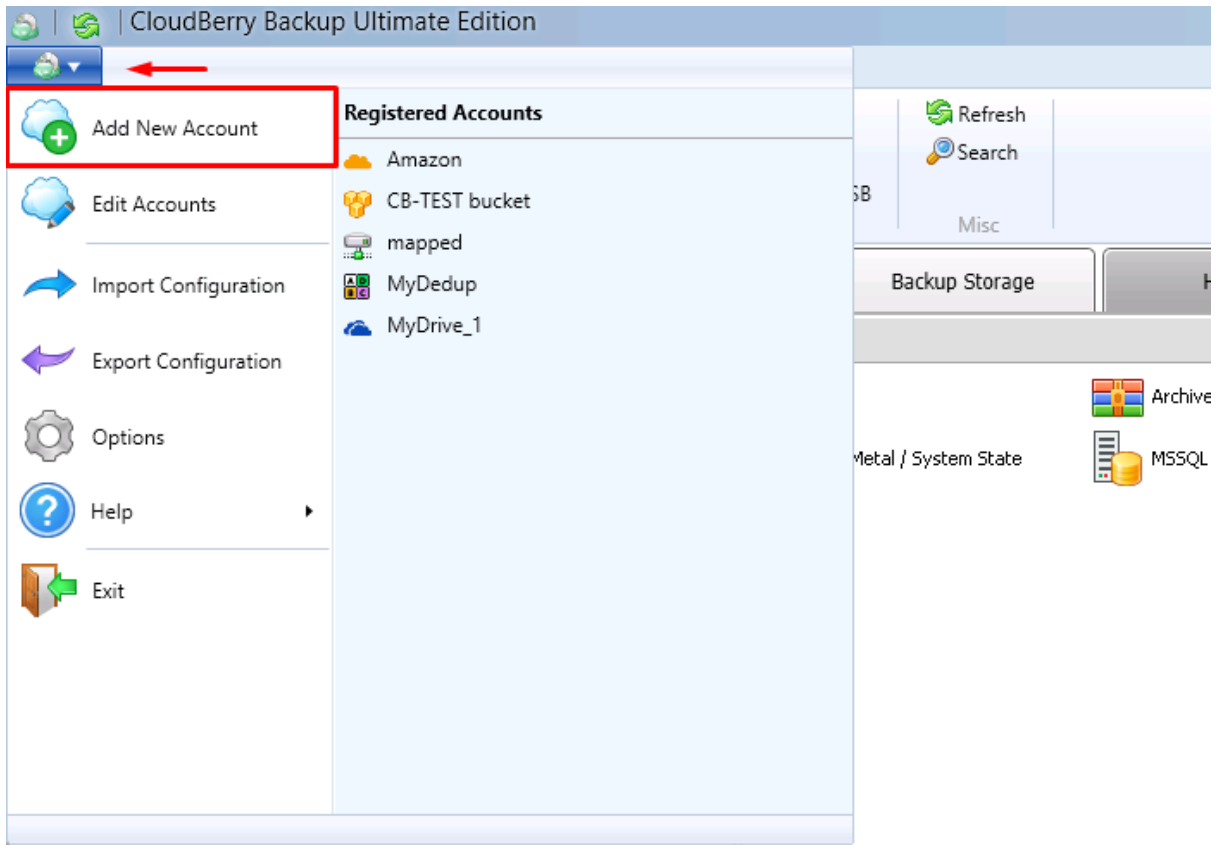 CloudBerry Backup Ultimate Edition
Add New Account
Edit Accounts
Import Configuration
Export Configuration
Options
Help
Exit
Registered Accounts
Amazon
CB-TEST bucket
mapped
MyDedup
MyDrive_1
Refresh
Search
Misc
Backup Storage
Archive
Metal / System State
MSSQL